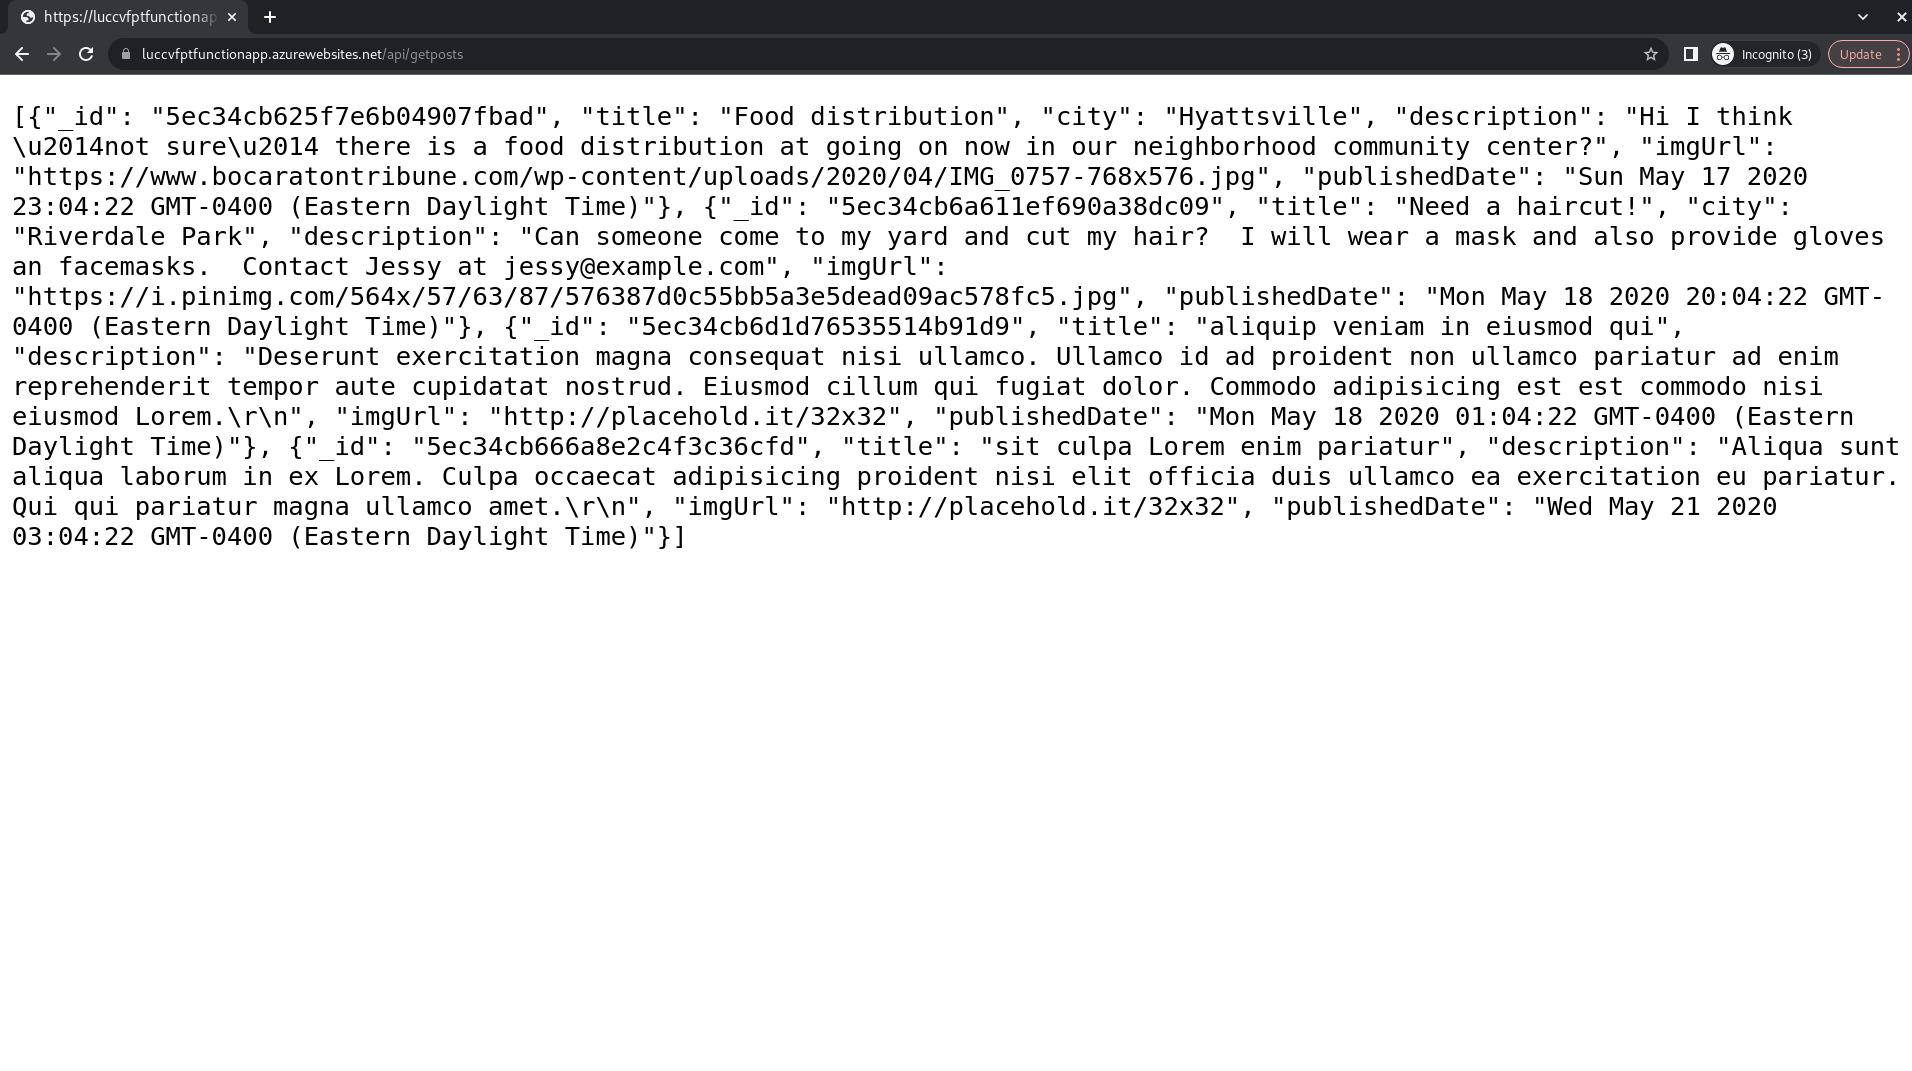 https://luccvfptfunctionap
luccvfptfunctionapp.azurewebsites.net/api/getposts
Incognito (3)
Update
[{"_id": "5ec34cb625f7e6b04907fbad", "title": "Food distribution", "city": "Hyattsville", "description": "Hi I think
\u2014not sure\u2014 there is a food distribution at going on now in our neighborhood community center?", "imgUrl":
"https://www.bocaratontribune.com/wp-content/uploads/2020/04/IMG_0757-768x576.jpg", "publishedDate": "Sun May 17 2020
23:04:22 GMT-0400 (Eastern Daylight Time)"}, {"_id": "5ec34cb6a611ef690a38dc09", "title": "Need a haircut!", "city":
"Riverdale Park", "description": "Can someone come to my yard and cut my hair?  I will wear a mask and also provide gloves
an facemasks.  Contact Jessy at jessy@example.com", "imgUrl":
"https://i.pinimg.com/564x/57/63/87/576387d0c55bb5a3e5dead09ac578fc5.jpg", "publishedDate": "Mon May 18 2020 20:04:22 GMT-
0400 (Eastern Daylight Time)"}, {"_id": "5ec34cb6d1d76535514b91d9", "title": "aliquip veniam in eiusmod qui",
"description": "Deserunt exercitation magna consequat nisi ullamco. Ullamco id ad proident non ullamco pariatur ad enim
reprehenderit tempor aute cupidatat nostrud. Eiusmod cillum qui fugiat dolor. Commodo adipisicing est est commodo nisi
eiusmod Lorem.\r\n", "imgUrl": "http://placehold.it/32x32", "publishedDate": "Mon May 18 2020 01:04:22 GMT-0400 (Eastern
Daylight Time)"}, {"_id": "5ec34cb666a8e2c4f3c36cfd", "title": "sit culpa Lorem enim pariatur", "description": "Aliqua sunt
aliqua laborum in ex Lorem. Culpa occaecat adipisicing proident nisi elit officia duis ullamco ea exercitation eu pariatur.
Qui qui pariatur magna ullamco amet.\r\n", "imgUrl": "http://placehold.it/32x32", "publishedDate": "Wed May 21 2020
03:04:22 GMT-0400 (Eastern Daylight Time)"}]